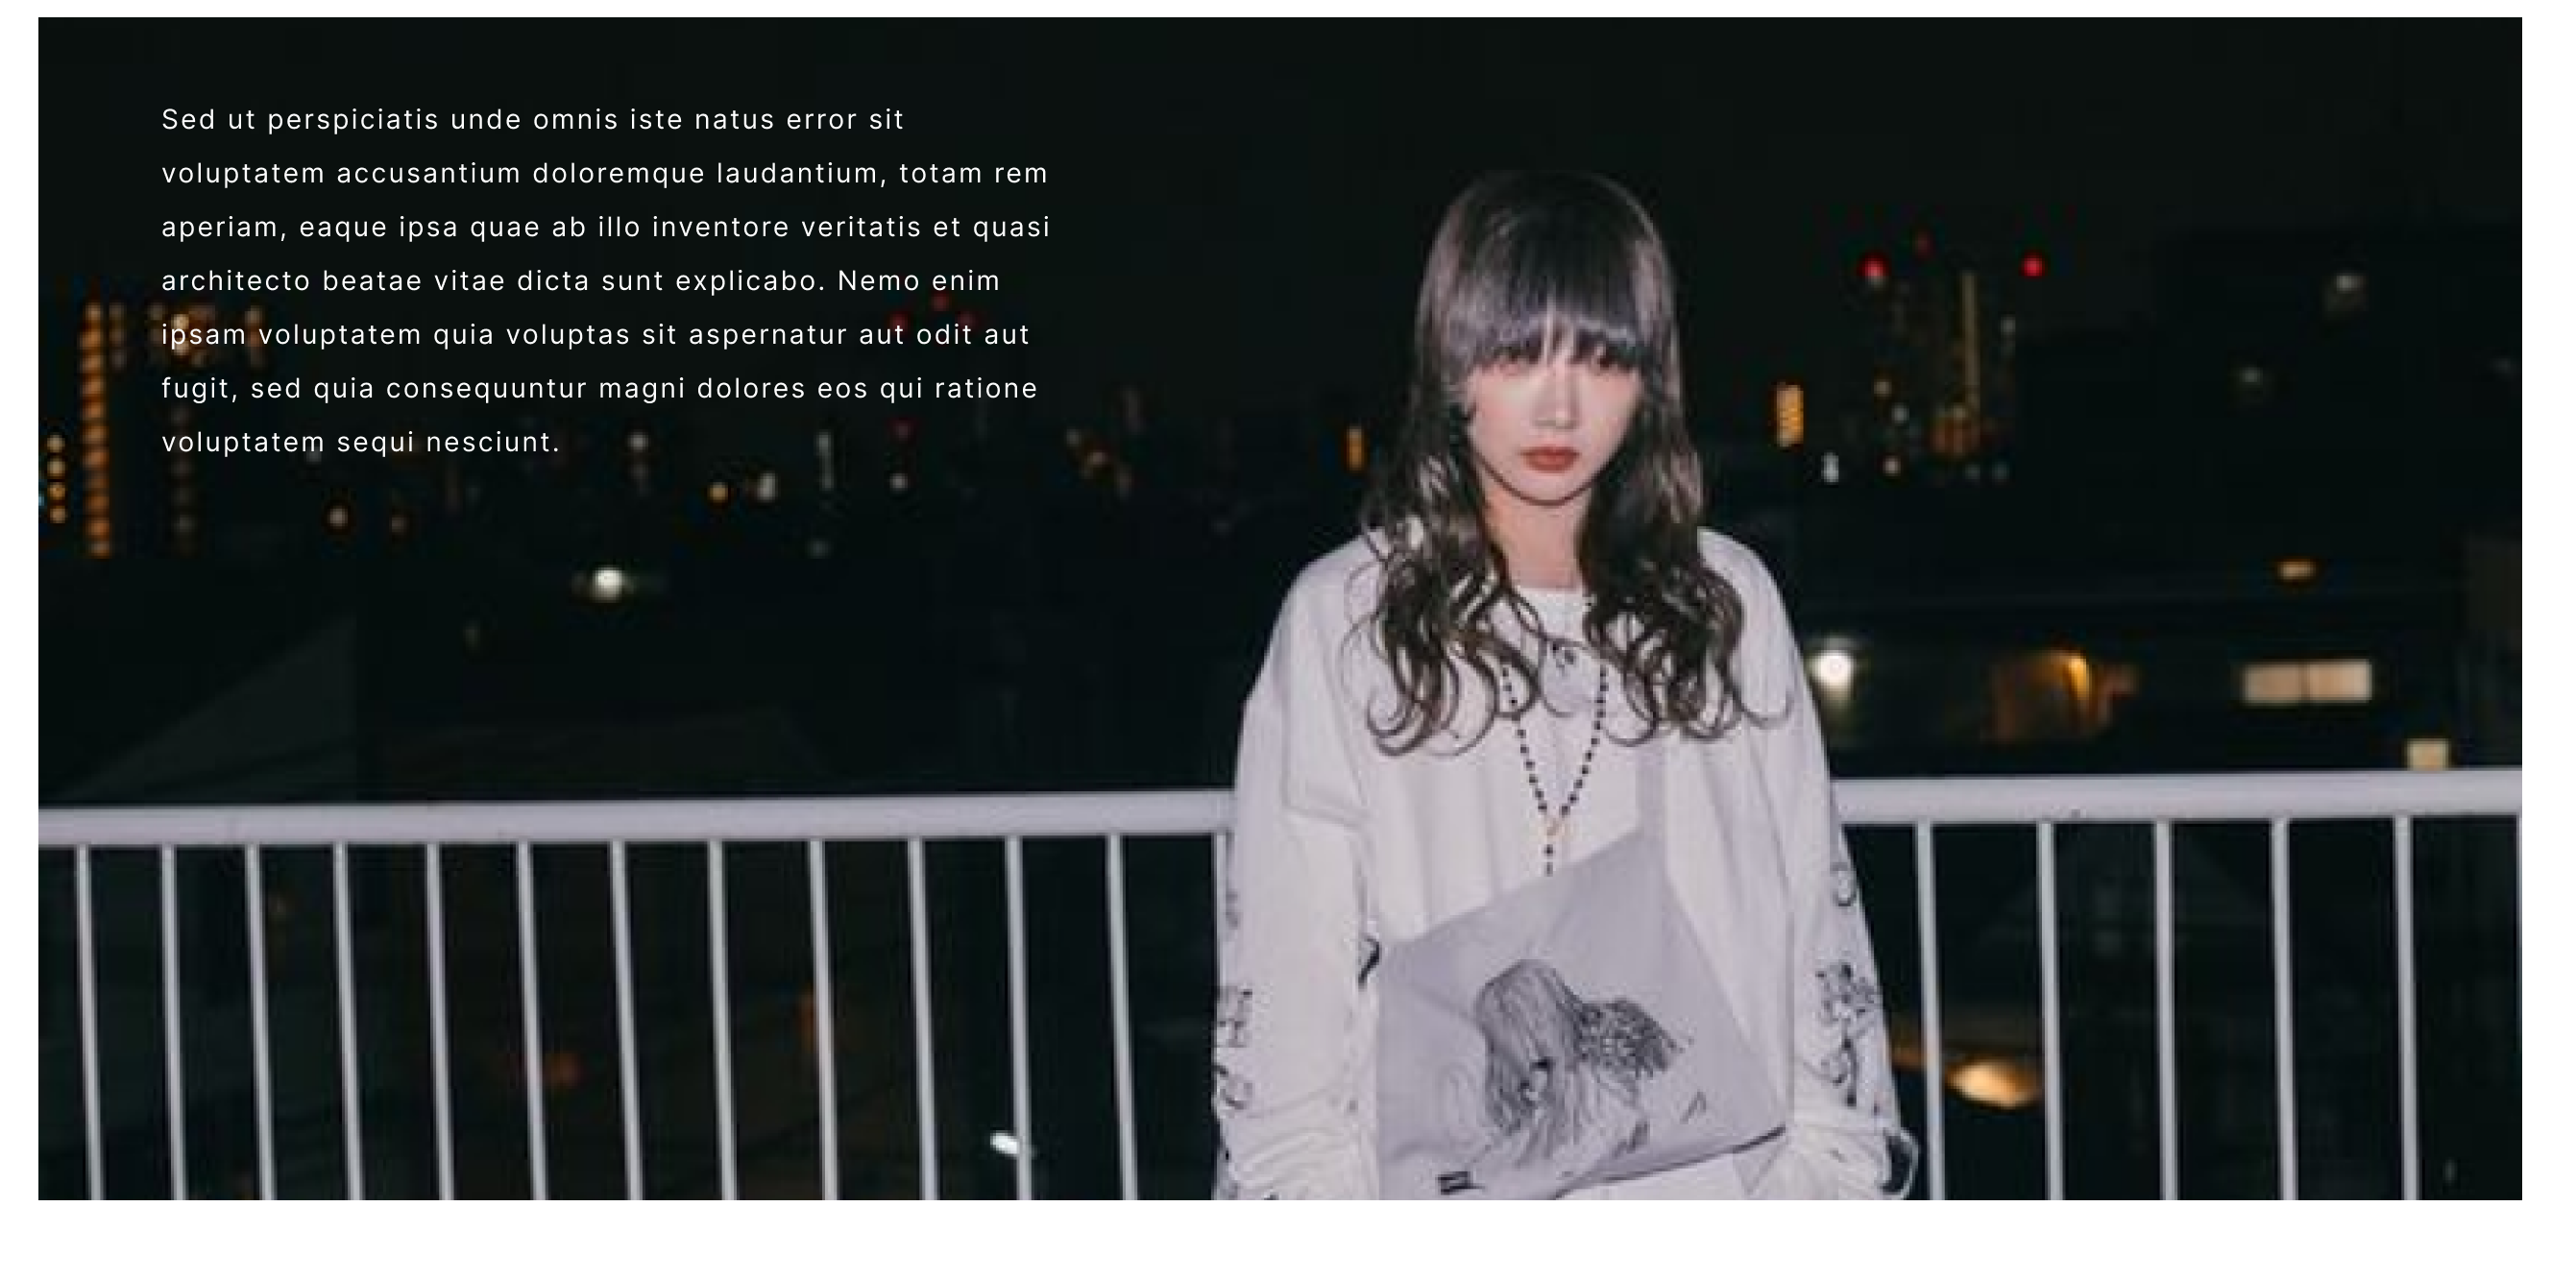 Sed ut perspiciatis unde omnis iste natus error sit
voluptatem accusantium doloremque laudantium, totam rem
aperiam, eaque ipsa quae ab illo inventore veritatis et quasi
architecto beatae vitae dicta sunt explicabo. Nemo enim
ipsam voluptatem quia voluptas sit aspernatur aut odit aut
fugit, sed quia consequuntur magni dolores eos qui ratione
voluptatem sequi nesciunt.